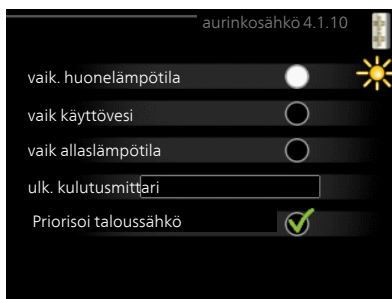 aurinkosähkö 4.1.10
vaik. huonelämpötila
vaik käyttövesi
vaik allaslämpötila
ulk. kulutusmittari
Priorisoi taloussähkö